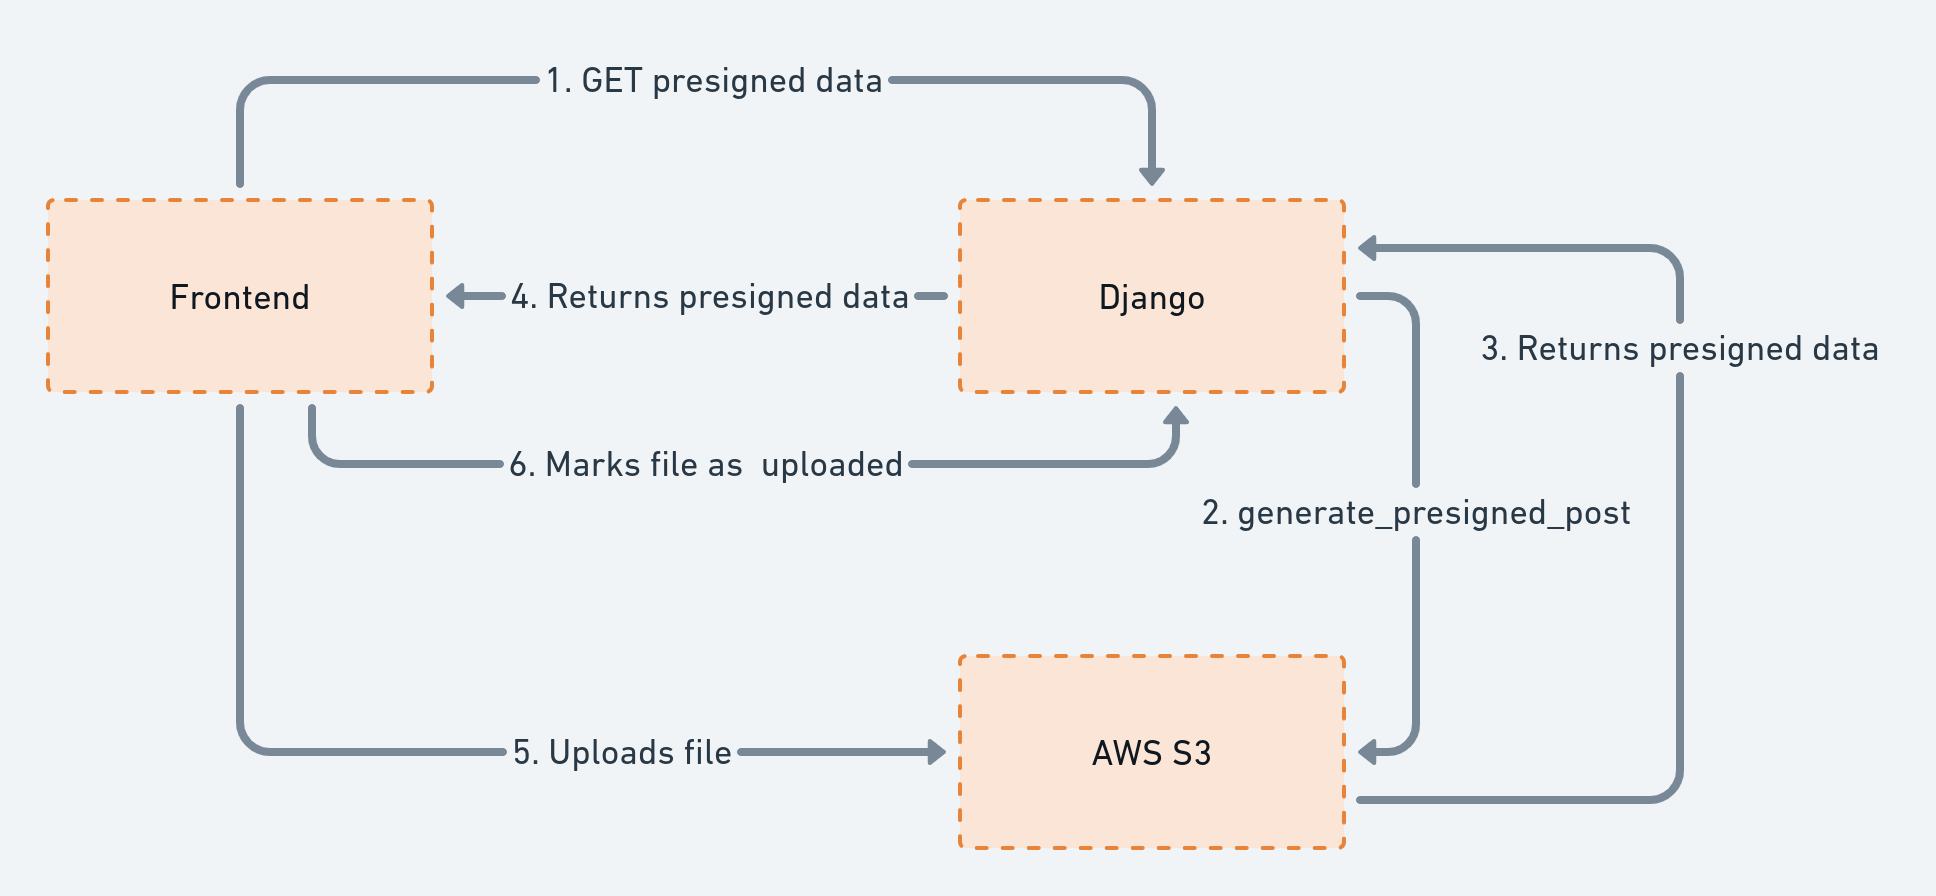 1. GET presigned data
Frontend
4. Returns presigned data
Django
3. Returns presigned data
6. Marks file as  uploaded
2. generate_presigned_post
5. Uploads file
AWS S3